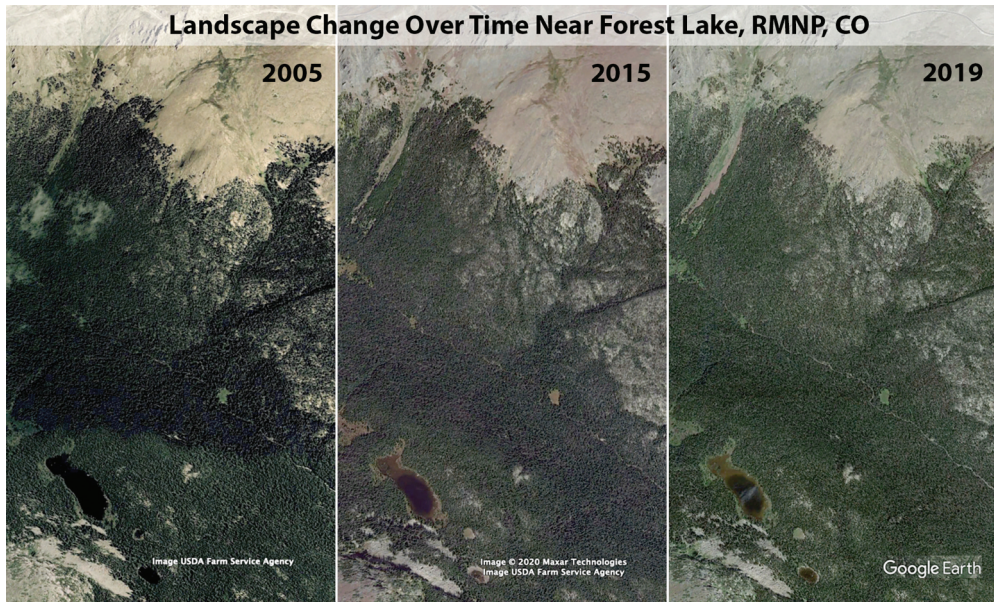 Landscape Change Over Time Near Forest Lake, RMNP, CO
2005
2015
2019
Image USDA Farm Service Agency
Image © 2020 Maxar Technologies
Image USDA Farm Service Agency
Google Earth